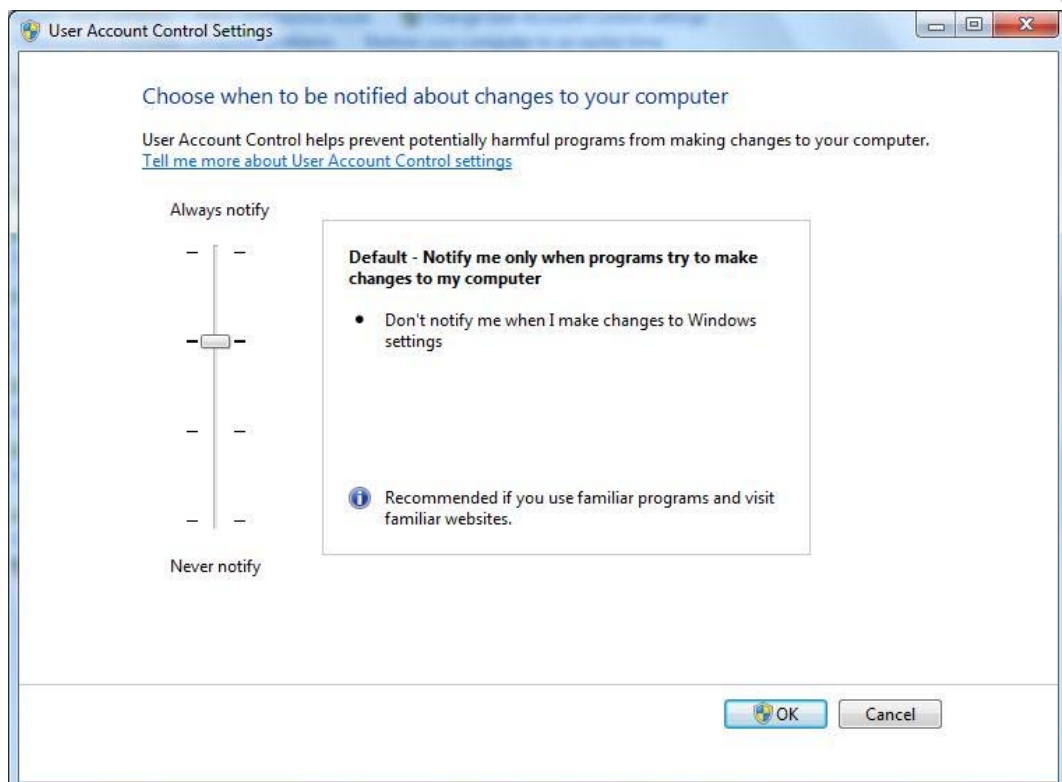 User Account Control Settings
Choose when to be notified about changes to your computer
User Account Control helps prevent potentially harmful programs from making changes to your computer.
Tell me more about User Account Control settings
Always notify
Default - Notify me only when programs try to make
changes to my computer
• Don't notify me when I make changes to Windows
settings
Recommended if you use familiar programs and visit
familiar websites.
Never notify
OK
Cancel